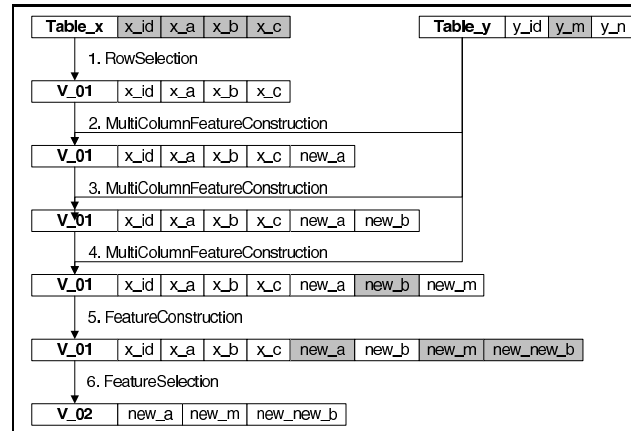 Table_x x_id x_a x_b x_c Table_y y_id y_m y_n
1. RowSelection
V_01 x_id x_a x_b x_c
2. MultiColumnFeatureConstruction
V_01 x_id x_a x_b x_c new_a
3. MultiColumnFeatureConstruction
V_01 x_id x_a x_b x_c new_a new_b
4. MultiColumnFeatureConstruction
V_01 x_id x_a x_b x_c new_a new_b new_m
5. FeatureConstruction
V_01 x_id x_a x_b x_c new_a new_b new_m new_new_b
6. FeatureSelection
V_02 new_a new_m new_new_b